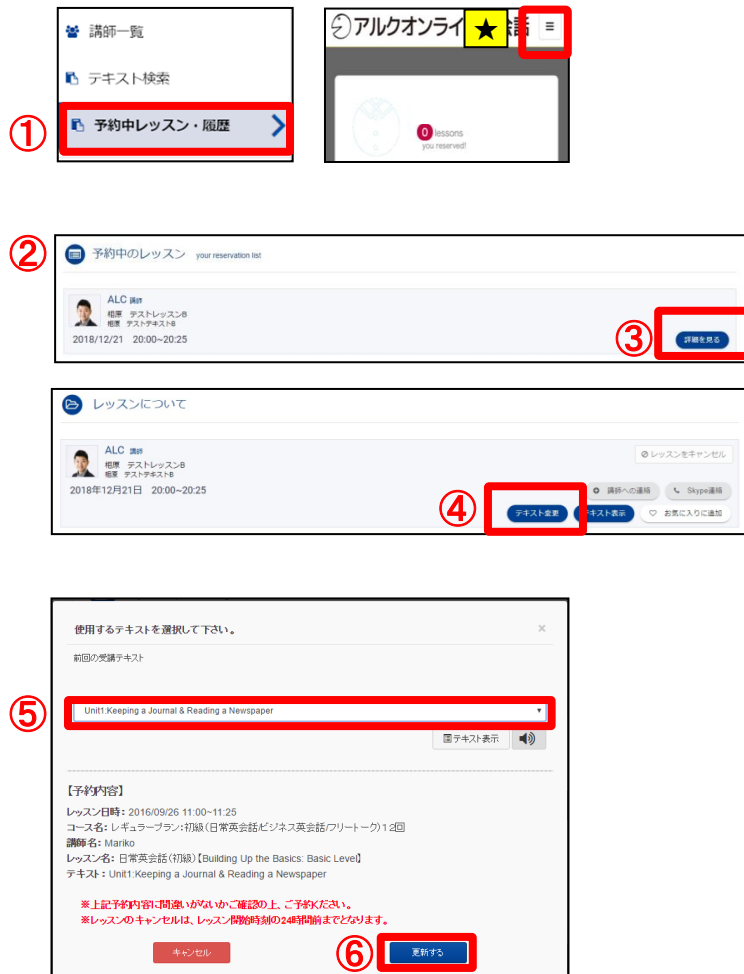 講師一覧
テキスト検索
① 予約中レッスン・履歴
アルクオンライ ★ 話
0 lessons
you reserved!
② 予約中のレッスン your reservation list
ALC 講師
相原 テストレッスンB
相原 テストテキストB
2018/12/21 20:00~20:25
③ 詳細を見る
レッスンについて
ALC 講師
相原 テストレッスンB
相原 テストテキストB
2018年12月21日 20:00~20:25
レッスンをキャンセル
講師への連絡 Skype連絡
④ テキスト変更 テキスト表示 お気に入りに追加
使用するテキストを選択して下さい。 ×
前回の受講テキスト
⑤ Unit1:Keeping a Journal & Reading a Newspaper
テキスト表示
【予約内容】
レッスン日時: 2016/09/26 11:00~11:25
コース名: レギュラープラン:初級(日常英会話/ビジネス英会話/フリートーク)12回
講師名: Mariko
レッスン名: 日常英会話(初級)【Building Up the Basics: Basic Level】
テキスト: Unit1:Keeping a Journal & Reading a Newspaper
※上記予約内容に間違いがないかご確認の上、ご予約ください。
※レッスンのキャンセルは、レッスン開始時刻の24時間前までとなります。
キャンセル ⑥ 更新する